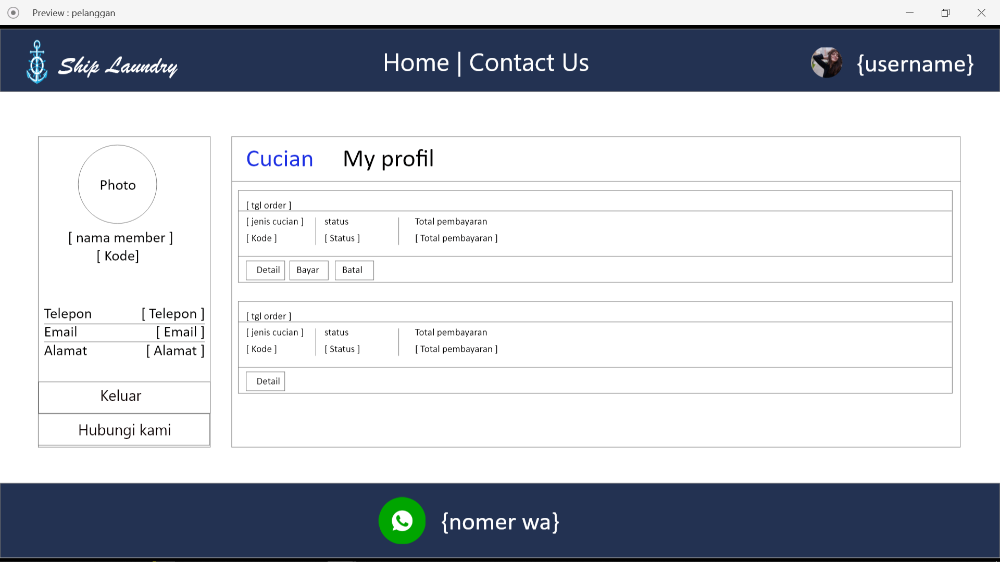 Preview : pelanggan
Ship Laundry
Home | Contact Us
{username}
Photo
[ nama member ]
[ Kode]
Telepon [ Telepon ]
Email [ Email ]
Alamat [ Alamat ]
Keluar
Hubungi kami
Cucian My profil
[ tgl order ]
[ jenis cucian ] status Total pembayaran
[ Kode ] [ Status ] [ Total pembayaran ]
Detail Bayar Batal
[ tgl order ]
[ jenis cucian ] status Total pembayaran
[ Kode ] [ Status ] [ Total pembayaran ]
Detail
{nomer wa}